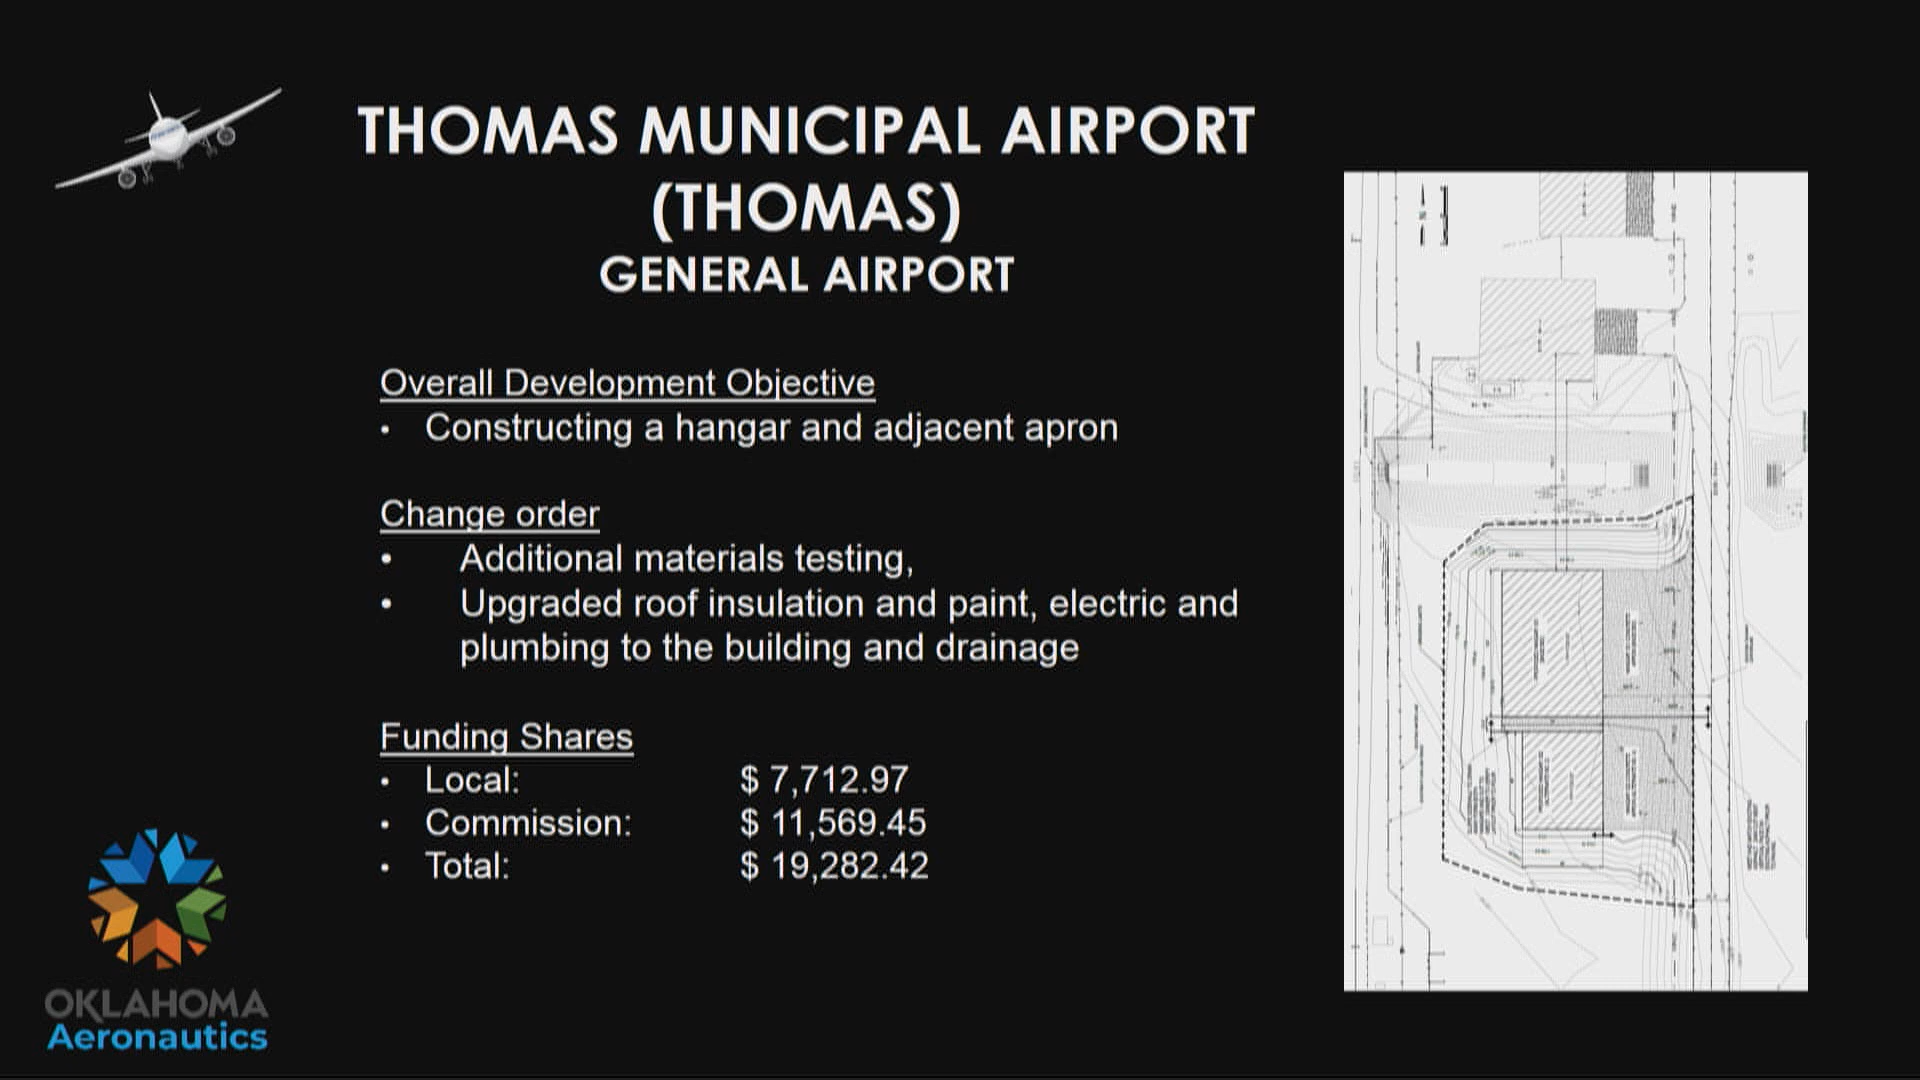 THOMAS MUNICIPAL AIRPORT
(THOMAS)
GENERAL AIRPORT
Overall Development Objective
• Constructing a hangar and adjacent apron
Change order
• Additional materials testing,
• Upgraded roof insulation and paint, electric and
plumbing to the building and drainage
Funding Shares
• Local: $ 7,712.97
• Commission: $ 11,569.45
• Total: $ 19,282.42
OKLAHOMA
Aeronautics